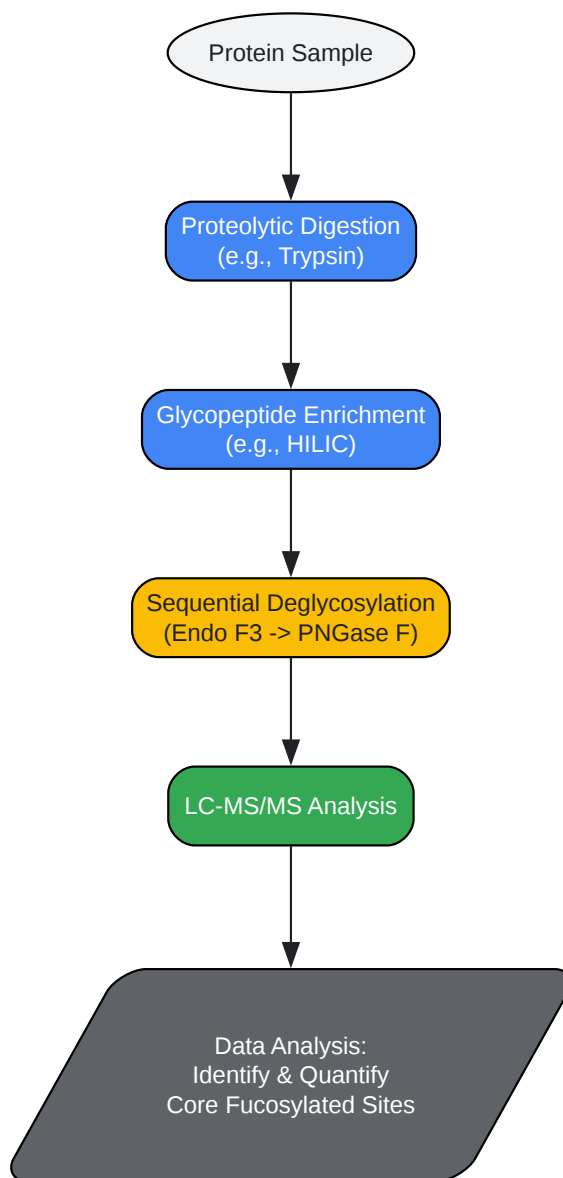 Protein Sample
Proteolytic Digestion
(e.g., Trypsin)
Glycopeptide Enrichment
(e.g., HILIC)
Sequential Deglycosylation
(Endo F3 -> PNGase F)
LC-MS/MS Analysis
Data Analysis:
Identify & Quantify
Core Fucosylated Sites